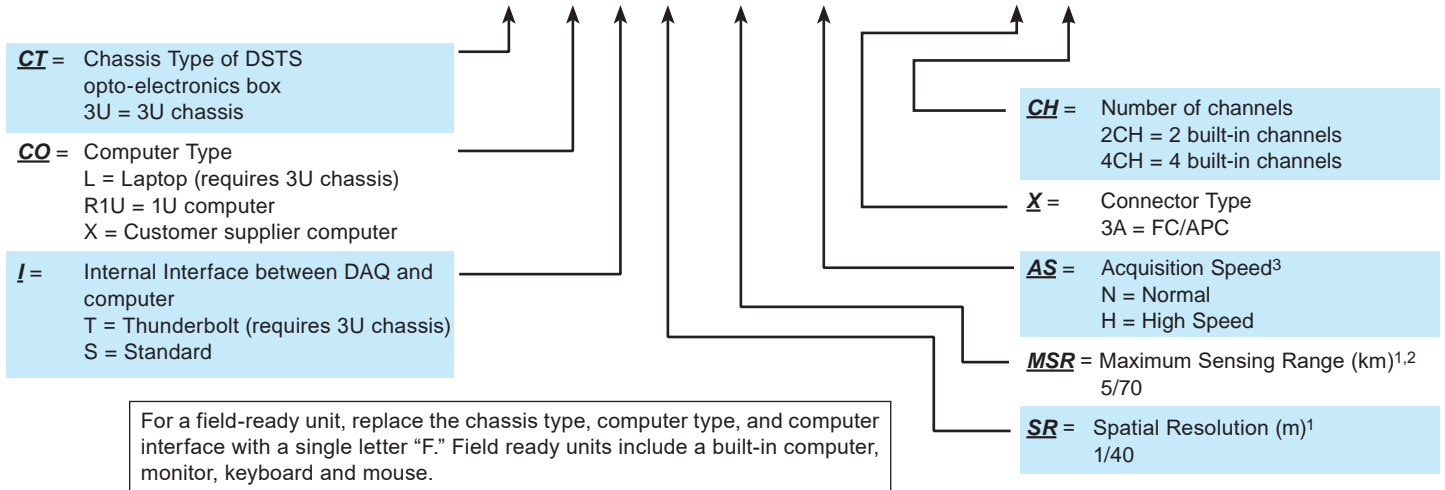 CT = Chassis Type of DSTS
opto-electronics box
3U = 3U chassis
CO = Computer Type
L = Laptop (requires 3U chassis)
R1U = 1U computer
X = Customer supplier computer
I = Internal Interface between DAQ and
computer
T = Thunderbolt (requires 3U chassis)
S = Standard
For a field-ready unit, replace the chassis type, computer type, and computer
interface with a single letter “F.” Field ready units include a built-in computer,
monitor, keyboard and mouse.
CH = Number of channels
2CH = 2 built-in channels
4CH = 4 built-in channels
X = Connector Type
3A = FC/APC
AS = Acquisition Speed3
N = Normal
H = High Speed
MSR = Maximum Sensing Range (km)1,2
5/70
SR = Spatial Resolution (m)1
1/40